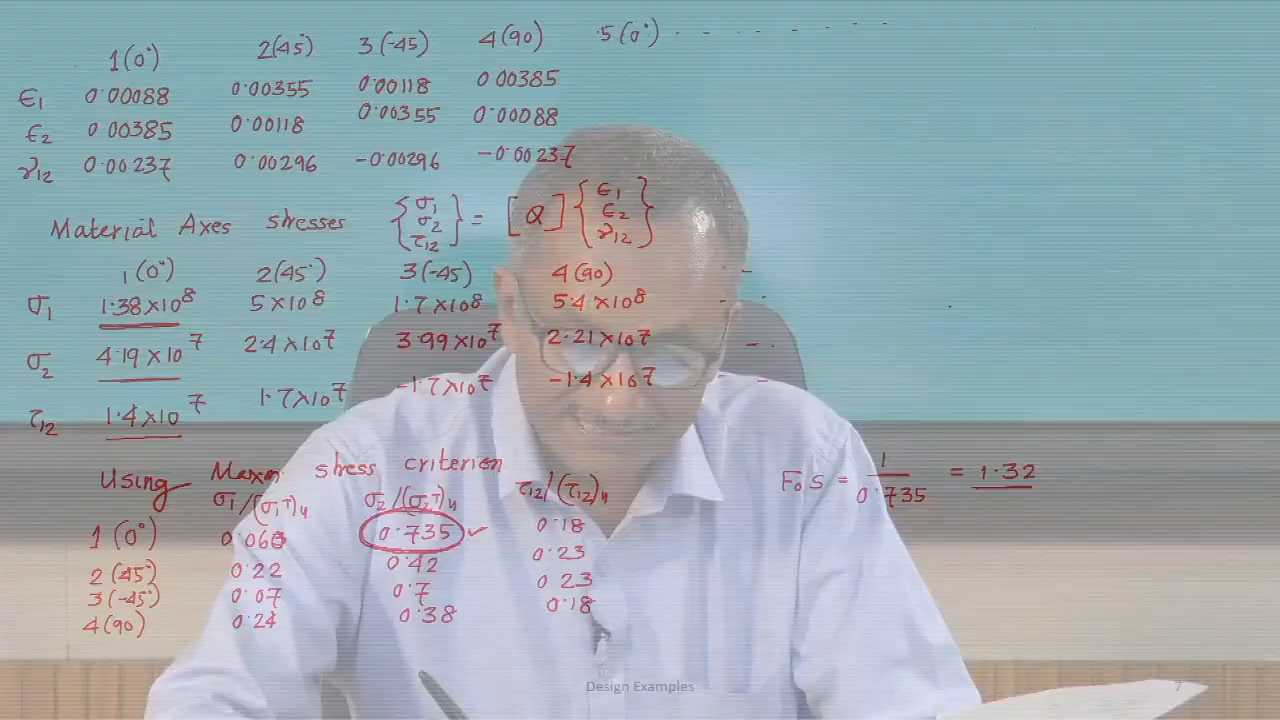 1(0°) 2(45°) 3(-45) 4(90) 5(0°) - - - - - -
ϵ1 0.00088 0.00355 0.00118 0.00385
ϵ2 0.00385 0.00118 0.00355 0.00088
γ12 0.00237 0.00296 -0.00296 -0.00237
Material Axes stresses {σ1 σ2 τ12} = [Q] {ϵ1 ϵ2 γ12}
1(0°) 2(45°) 3(-45) 4(90) -
σ1 1.38×10^8 5×10^8 1.7×10^8 5.4×10^8 - -
σ2 4.19×10^7 2.4×10^7 3.99×10^7 2.21×10^7 - -
τ12 1.4×10^7 1.7×10^7 -1.7×10^7 -1.4×10^7 - -
Using Maxm stress criterion
σ1/(σ1^T)u σ2/(σ2^T)u τ12/(τ12)u FoS = 1/0.735 = 1.32
1(0°) 0.060 0.735 ✓ 0.18
2(45°) 0.22 0.42 0.23
3(-45°) 0.07 0.7 0.23
4(90) 0.24 0.38 0.18
Design Examples 7